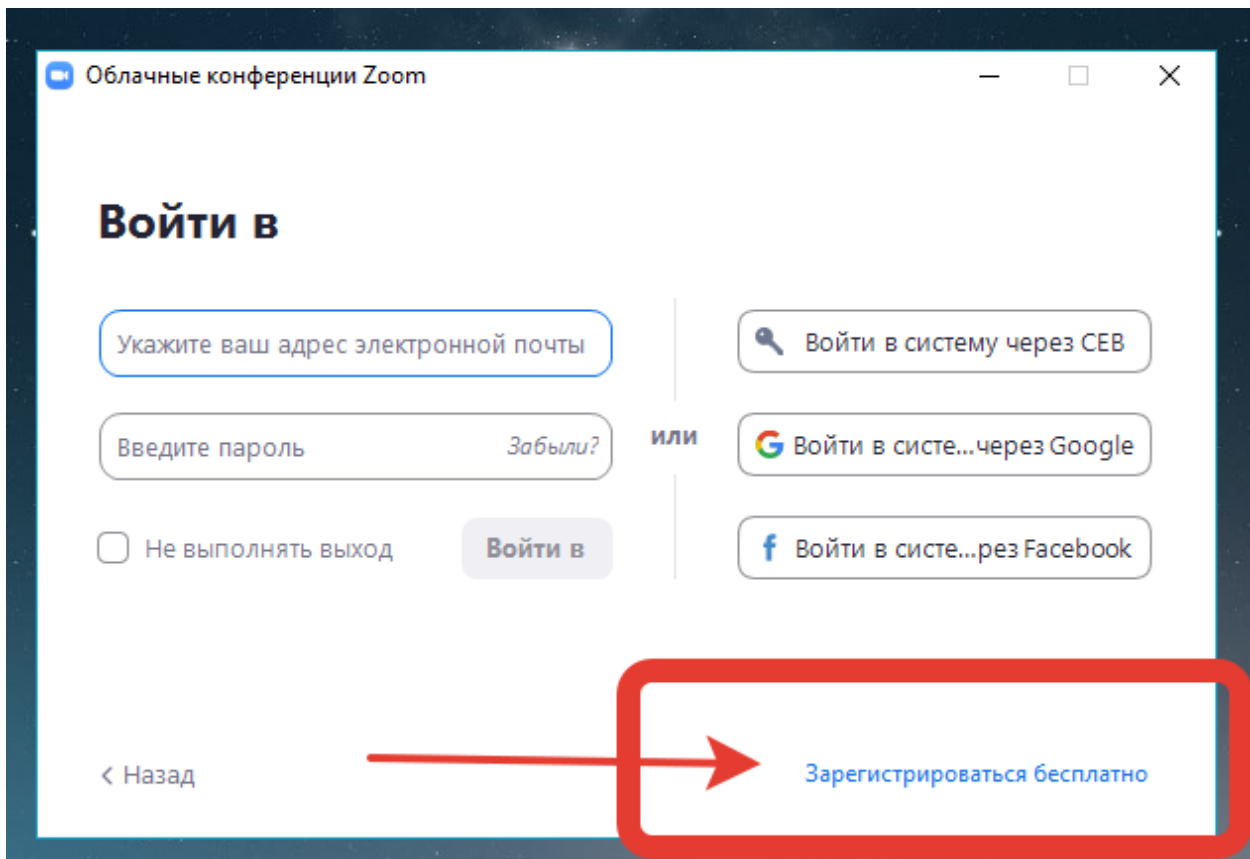 Облачные конференции Zoom
Войти в
Укажите ваш адрес электронной почты
Введите пароль
Забыли?
Не выполнять выход
Войти в
или
Войти в систему через СЕВ
Войти в систе...через Google
Войти в систе...рез Facebook
Назад
Зарегистрироваться бесплатно